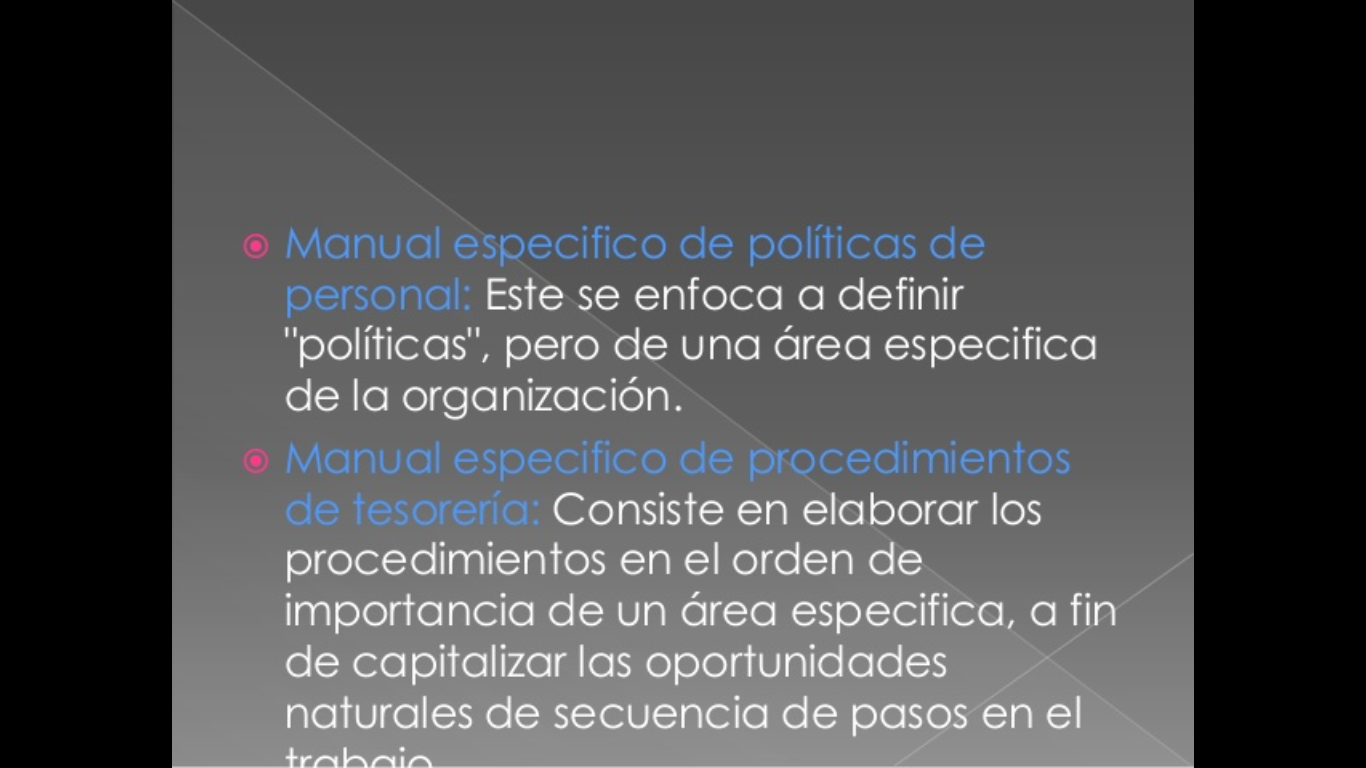 Manual especifico de políticas de
personal: Este se enfoca a definir
"políticas", pero de una área especifica
de la organización.
Manual especifico de procedimientos
de tesorería: Consiste en elaborar los
procedimientos en el orden de
importancia de un área especifica, a fin
de capitalizar las oportunidades
naturales de secuencia de pasos en el
trabajo